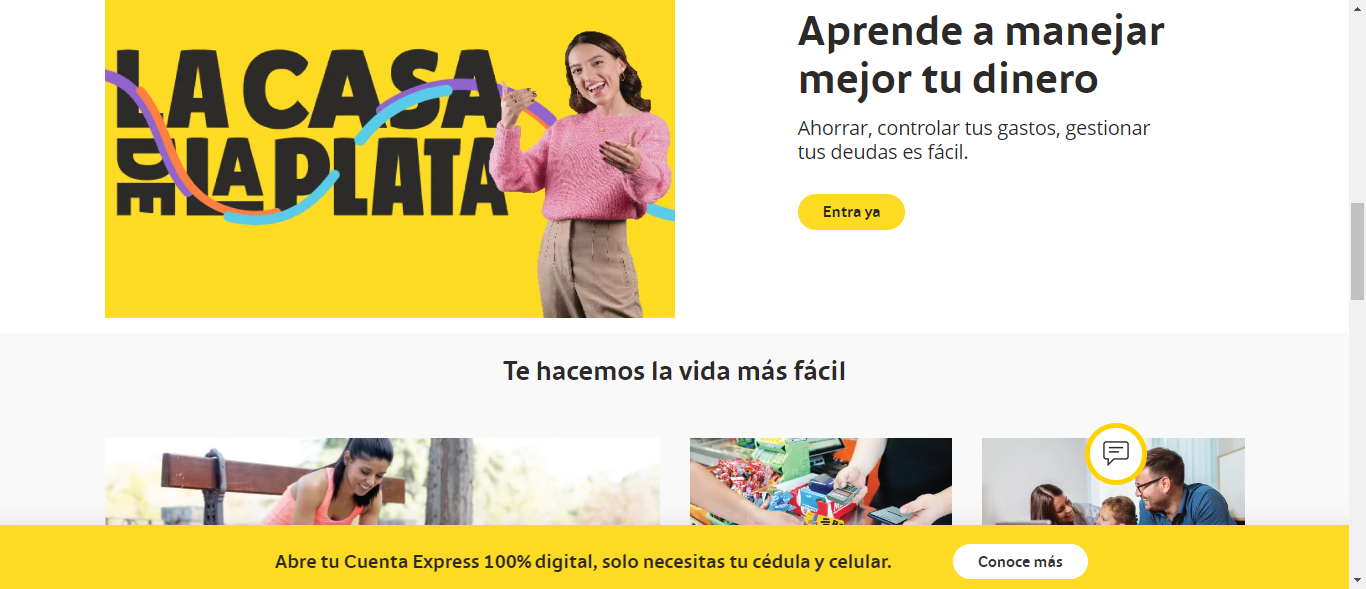 LA CASA
DE LA PLATA
Aprende a manejar
mejor tu dinero
Ahorrar, controlar tus gastos, gestionar
tus deudas es fácil.
Entra ya
Te hacemos la vida más fácil
Abre tu Cuenta Express 100% digital, solo necesitas tu cédula y celular.
Conoce más